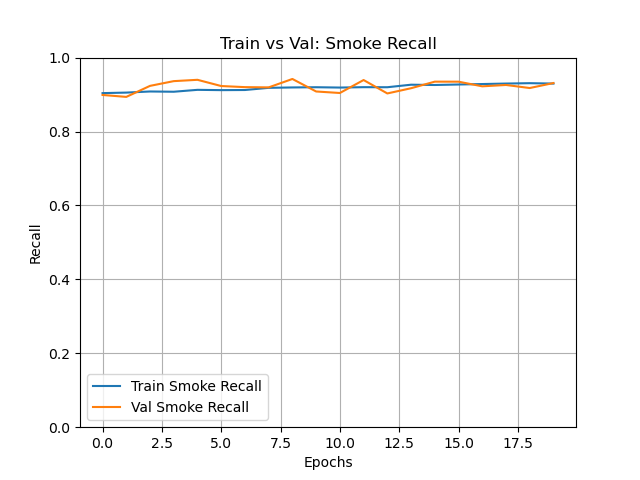 Train vs Val: Smoke Recall
1.0
0.8
0.6
0.4
0.2
0.0
Recall
Train Smoke Recall
Val Smoke Recall
0.0 2.5 5.0 7.5 10.0 12.5 15.0 17.5
Epochs